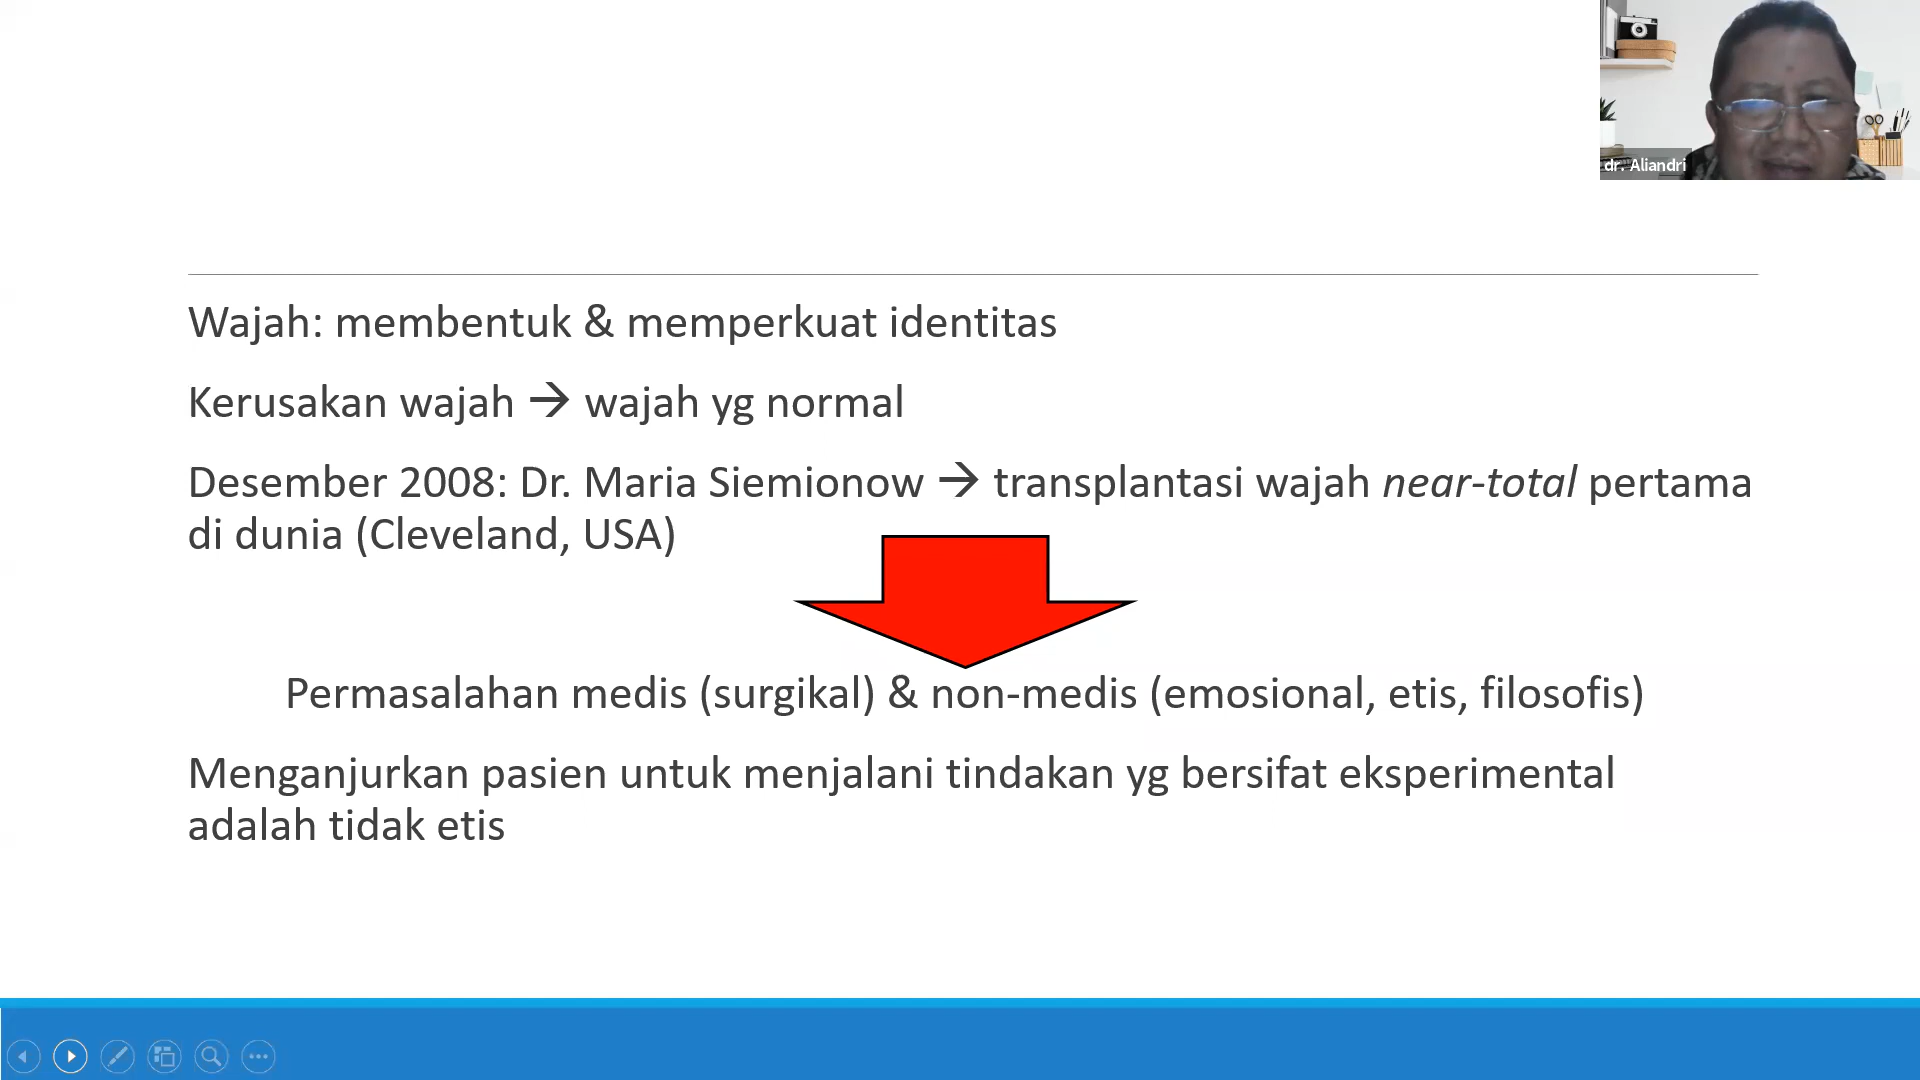 dr. Aliandri
Wajah: membentuk & memperkuat identitas
Kerusakan wajah → wajah yg normal
Desember 2008: Dr. Maria Siemionow → transplantasi wajah near-total pertama
di dunia (Cleveland, USA)
Permasalahan medis (surgikal) & non-medis (emosional, etis, filosofis)
Menganjurkan pasien untuk menjalani tindakan yg bersifat eksperimental
adalah tidak etis